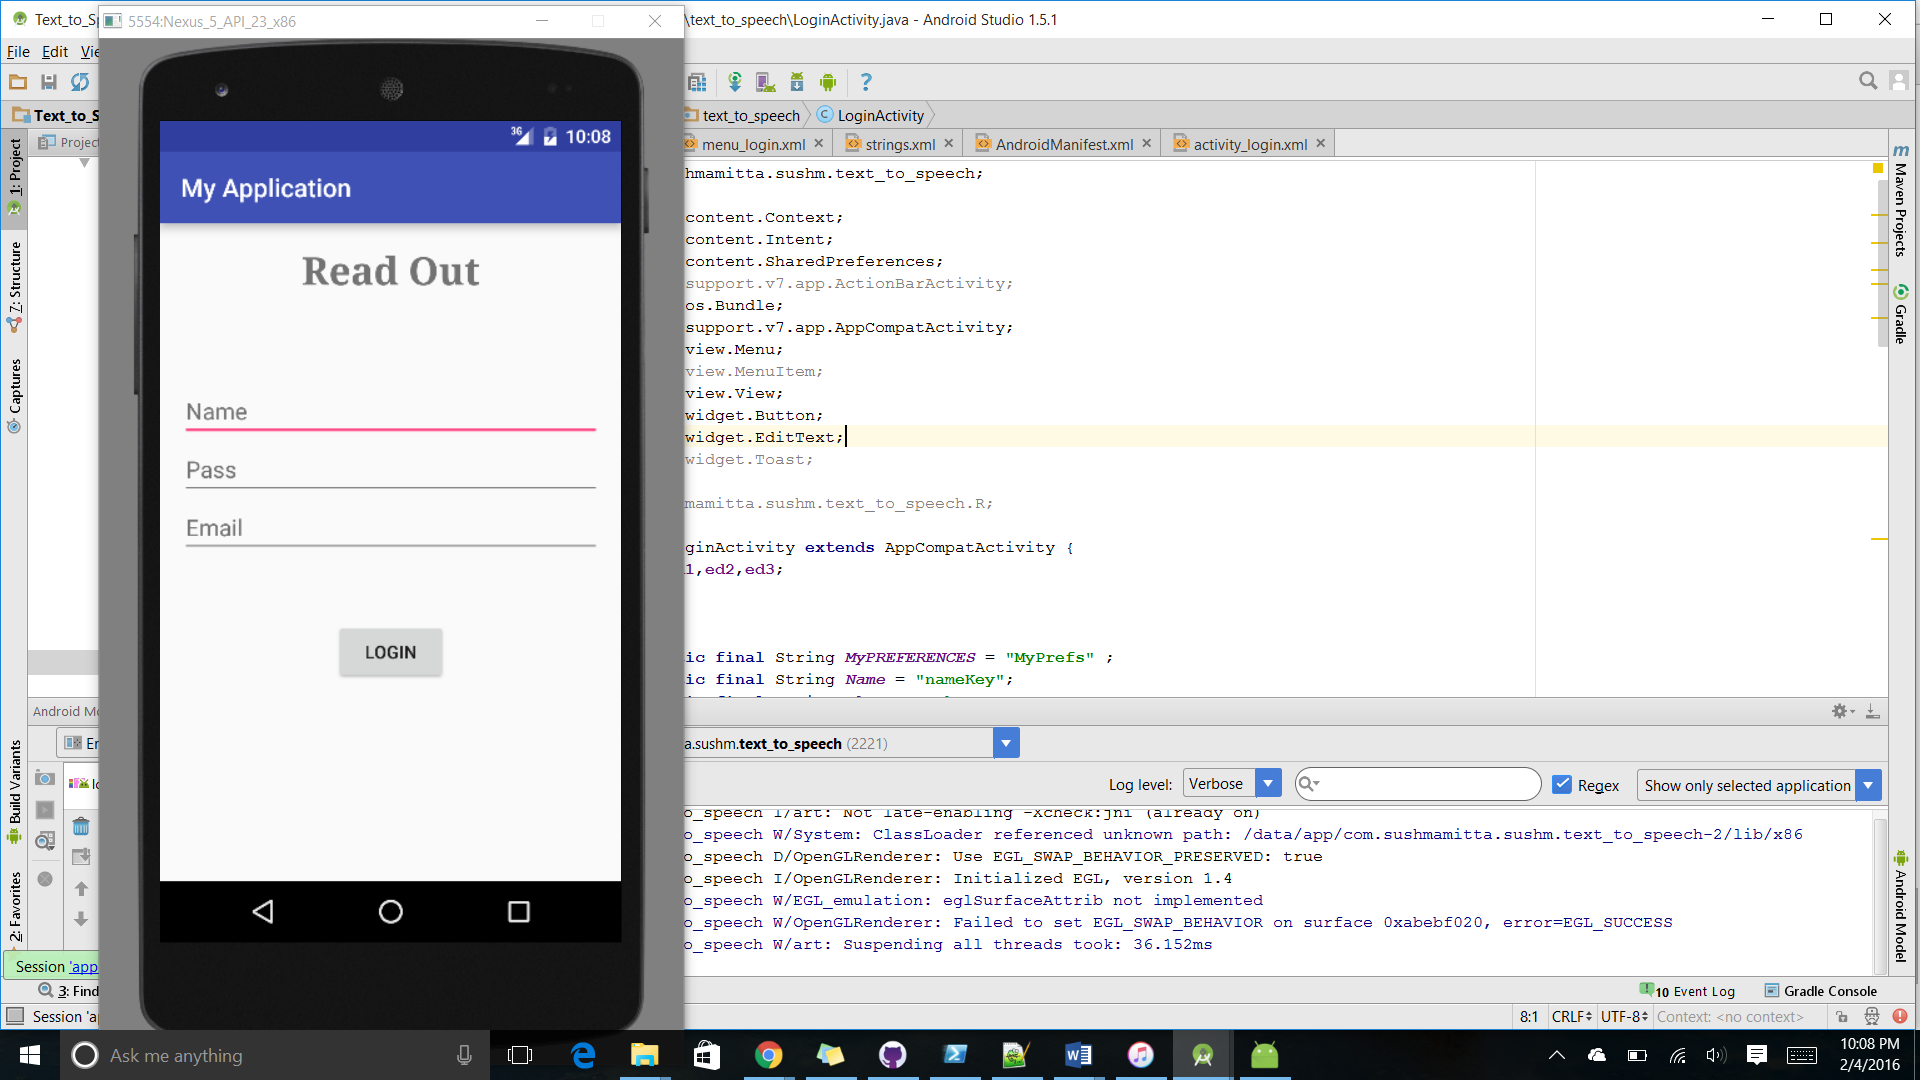 Text_to_Sp
5554:Nexus_5_API_23_x86
\text_to_speech\LoginActivity.java - Android Studio 1.5.1
File Edit Vie
Text_to_S
text_to_speech
LoginActivity
Project
menu_login.xml
strings.xml
AndroidManifest.xml
activity_login.xml
1: Project
7: Structure
Captures
Build Variants
2: Favorites
3G 10:08
My Application
Read Out
Name
Pass
Email
LOGIN
hmamitta.sushm.text_to_speech;
content.Context;
content.Intent;
content.SharedPreferences;
support.v7.app.ActionBarActivity;
os.Bundle;
support.v7.app.AppCompatActivity;
view.Menu;
view.MenuItem;
view.View;
widget.Button;
widget.EditText;
widget.Toast;
mamitta.sushm.text_to_speech.R;
ginActivity extends AppCompatActivity {
1,ed2,ed3;
ic final String MyPREFERENCES = "MyPrefs" ;
ic final String Name = "nameKey";
Maven Projects
Gradle
Android Model
Android Mo
En
lo
a.sushm.text_to_speech (2221)
Log level: Verbose
Regex
Show only selected application
o_speech I/art: Not late-enabling -Xcheck:jni (already on)
o_speech W/System: ClassLoader referenced unknown path: /data/app/com.sushmamitta.sushm.text_to_speech-2/lib/x86
o_speech D/OpenGLRenderer: Use EGL_SWAP_BEHAVIOR_PRESERVED: true
o_speech I/OpenGLRenderer: Initialized EGL, version 1.4
o_speech W/EGL_emulation: eglSurfaceAttrib not implemented
o_speech W/OpenGLRenderer: Failed to set EGL_SWAP_BEHAVIOR on surface 0xabebf020, error=EGL_SUCCESS
o_speech W/art: Suspending all threads took: 36.152ms
Session 'app
3: Find
10 Event Log
Gradle Console
Session 'ap
8:1 CRLF UTF-8 Context: <no context>
Ask me anything
10:08 PM
2/4/2016